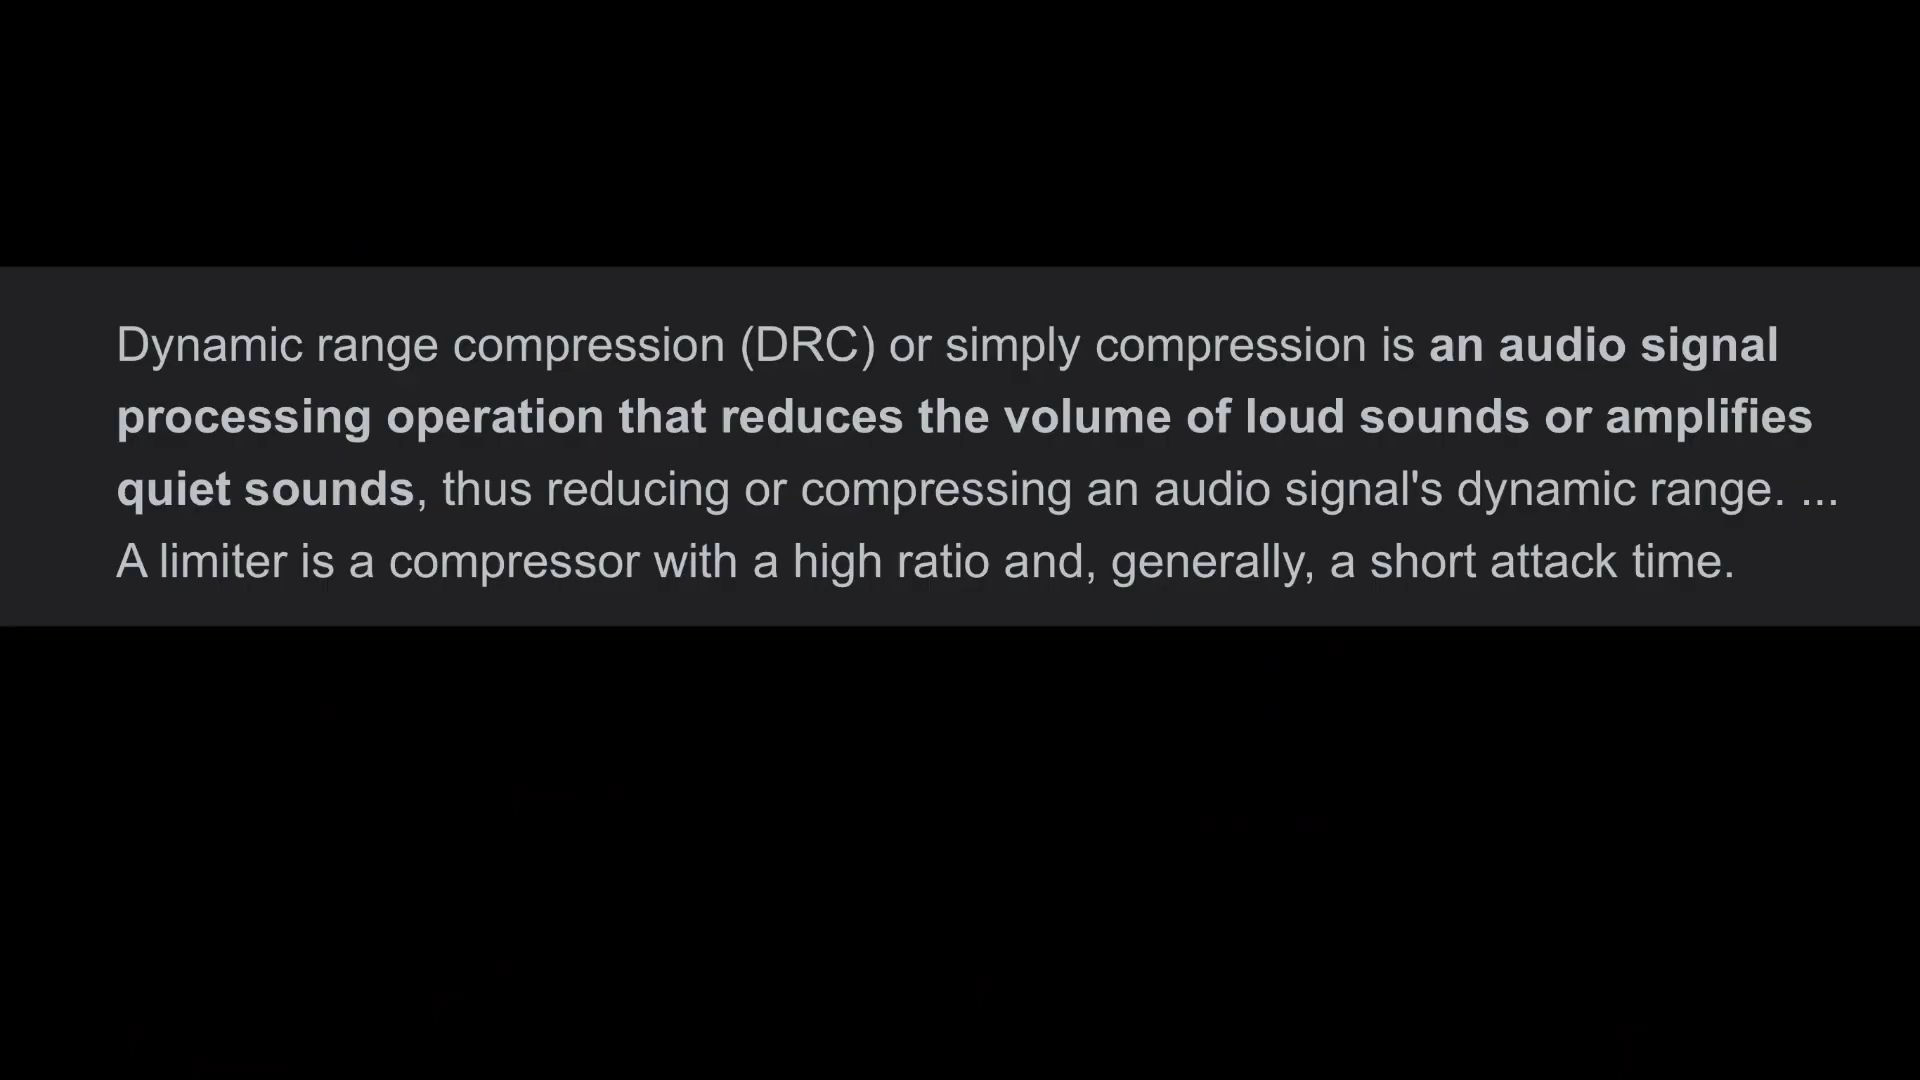 Dynamic range compression (DRC) or simply compression is an audio signal
processing operation that reduces the volume of loud sounds or amplifies
quiet sounds, thus reducing or compressing an audio signal's dynamic range. ...
A limiter is a compressor with a high ratio and, generally, a short attack time.